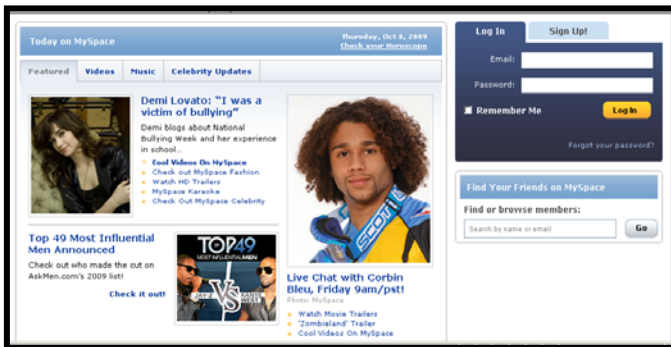 Today on MySpace
Thursday, Oct 8, 2009
Check your Horoscope
Featured
Videos
Music
Celebrity Updates
Demi Lovato: "I was a
victim of bullying"
Demi blogs about National
Bullying Week and her experience
in school...
Cool Videos On MySpace
Check out MySpace Fashion
Watch HD Trailers
MySpace Karaoke
Check Out MySpace Celebrity
Top 49 Most Influential
Men Announced
Check out who made the cut on
AskMen.com's 2009 list!
Check it out!
TOP49
MOST INFLUENTIAL MEN
JAY-Z
VS
KANYE
WEST
SCOTT
Live Chat with Corbin
Bleu, Friday 9am/pst!
Photo: MySpace
Watch Movie Trailers
'Zombieland' Trailer
Cool Videos On MySpace
Log In
Sign Up!
Email:
Password:
Remember Me
Log In
Forgot your password?
Find Your Friends on MySpace
Find or browse members:
Search by name or email
Go